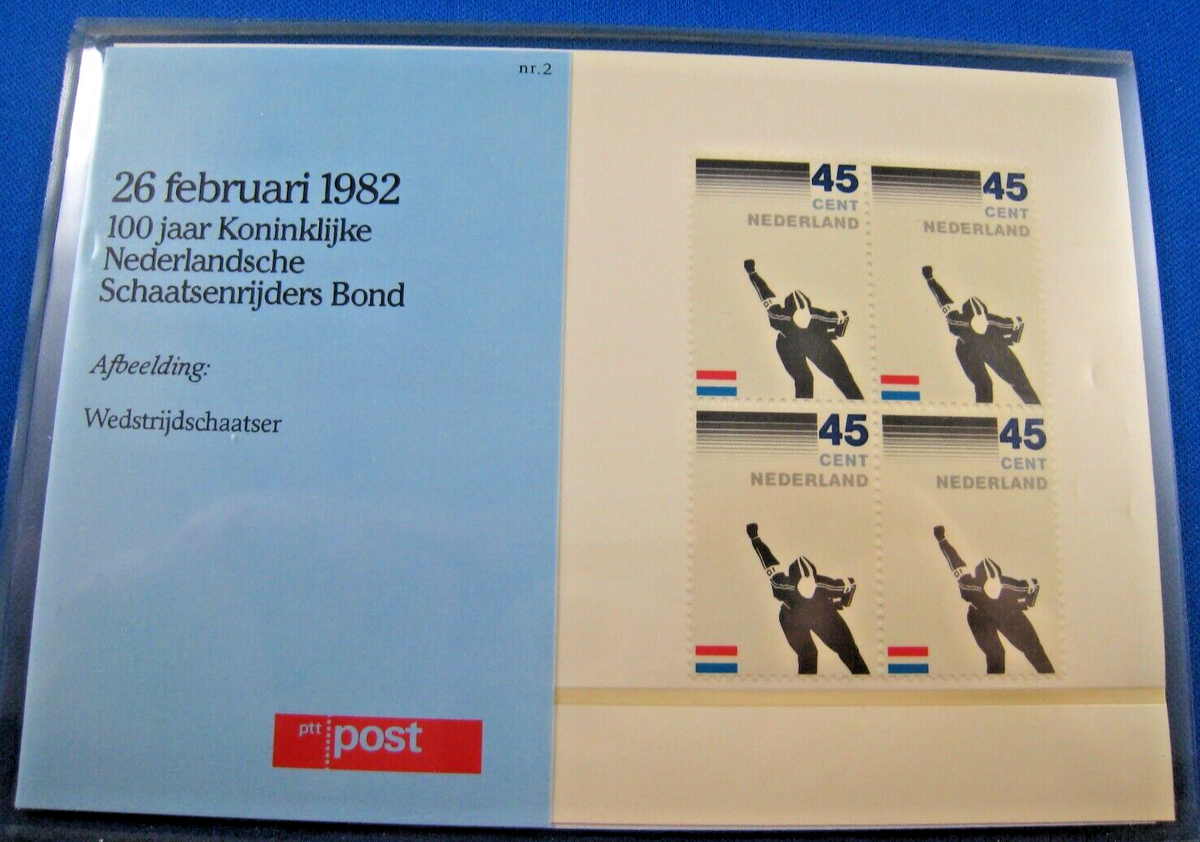 nr.2
26 februari 1982
100 jaar Koninklijke
Nederlandsche
Schaatsenrijders Bond
Afbeelding:
Wedstrijdschaatser
ptt post
45
CENT
NEDERLAND
45
CENT
NEDERLAND
45
CENT
NEDERLAND
45
CENT
NEDERLAND